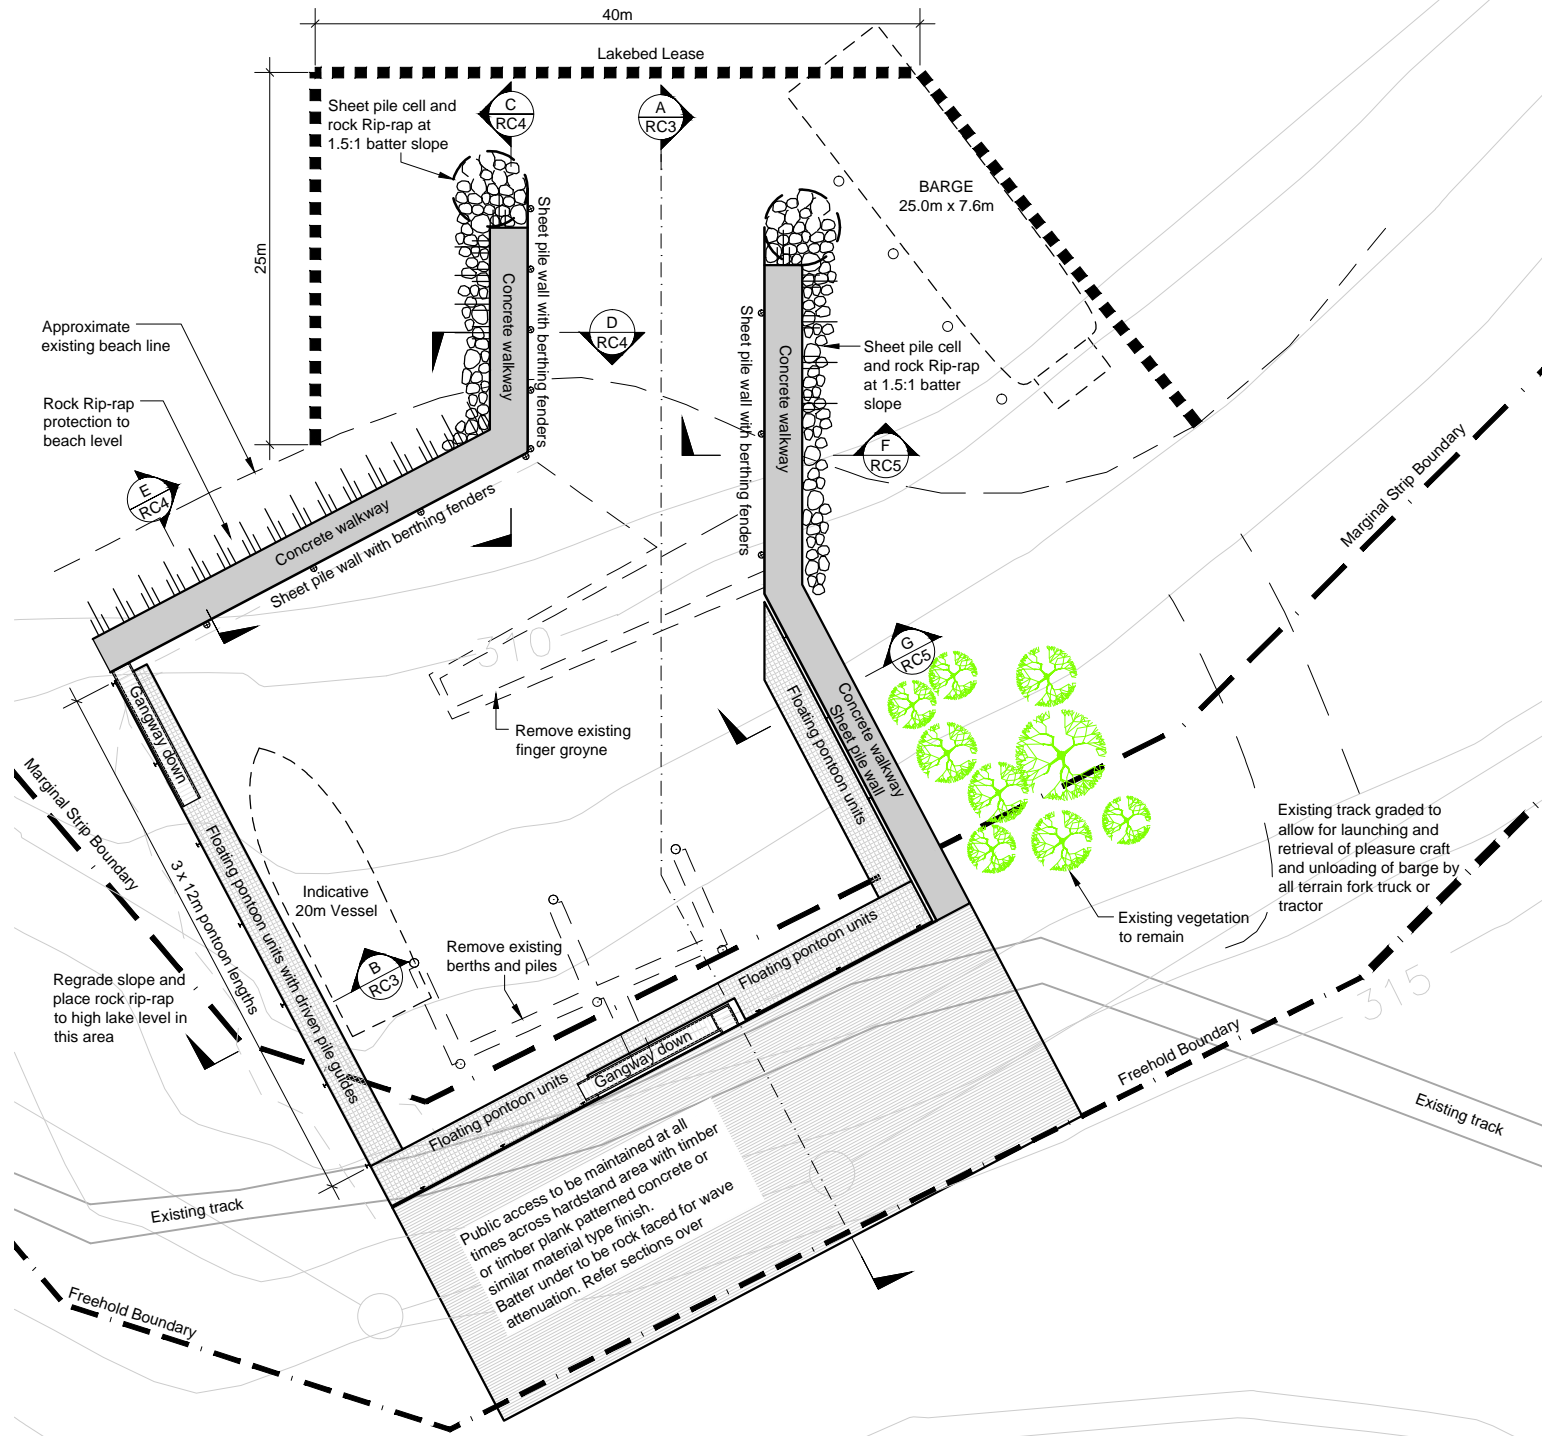 40m
Lakebed Lease
25m
Sheet pile cell and
rock Rip-rap at
1.5:1 batter slope
C
RC4
A
RC3
BARGE
25.0m x 7.6m
Sheet pile wall with berthing fenders
Concrete walkway
D
RC4
Approximate
existing beach line
Rock Rip-rap
protection to
beach level
Sheet pile wall with berthing fenders
Concrete walkway
Sheet pile cell
and rock Rip-rap
at 1.5:1 batter
slope
F
RC5
E
RC4
Concrete walkway
Sheet pile wall with berthing fenders
Marginal Strip Boundary
310
G
RC5
Gangway down
Remove existing
finger groyne
Floating pontoon units
Concrete walkway
Sheet pile wall
Marginal Strip Boundary
3 x 12m pontoon lengths
Floating pontoon units with driven pile guides
Indicative
20m Vessel
Existing track graded to
allow for launching and
retrieval of pleasure craft
and unloading of barge by
all terrain fork truck or
tractor
Existing vegetation
to remain
Remove existing
berths and piles
B
RC3
Floating pontoon units
Regrade slope and
place rock rip-rap
to high lake level in
this area
315
Gangway down
Floating pontoon units
Freehold Boundary
Existing track
Existing track
Public access to be maintained at all
times across hardstand area with timber
or timber plank patterned concrete or
similar material type finish.
Batter under to be rock faced for wave
attenuation. Refer sections over
Freehold Boundary